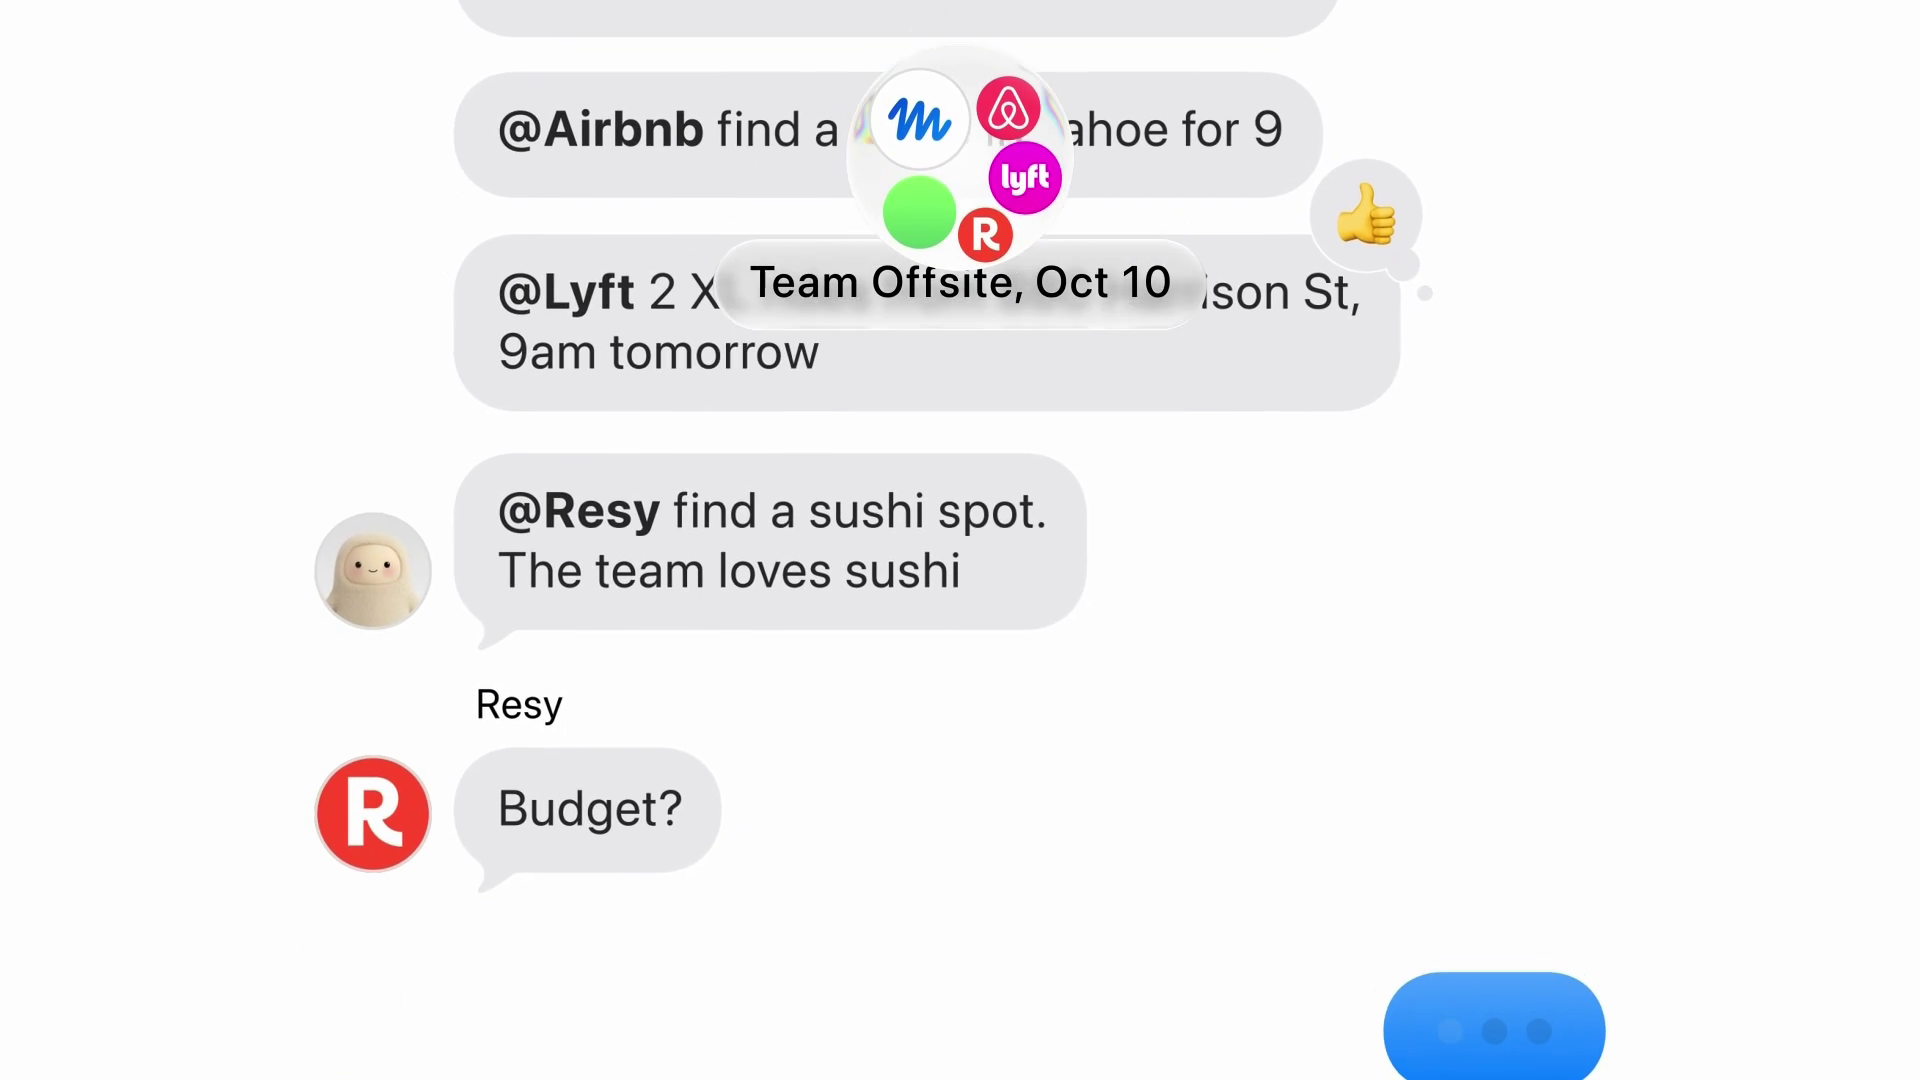 @Airbnb find a ahoe for 9
lyft
R
Team Offsite, Oct 10
@Lyft 2 X son St,
9am tomorrow
@Resy find a sushi spot.
The team loves sushi
Resy
R
Budget?